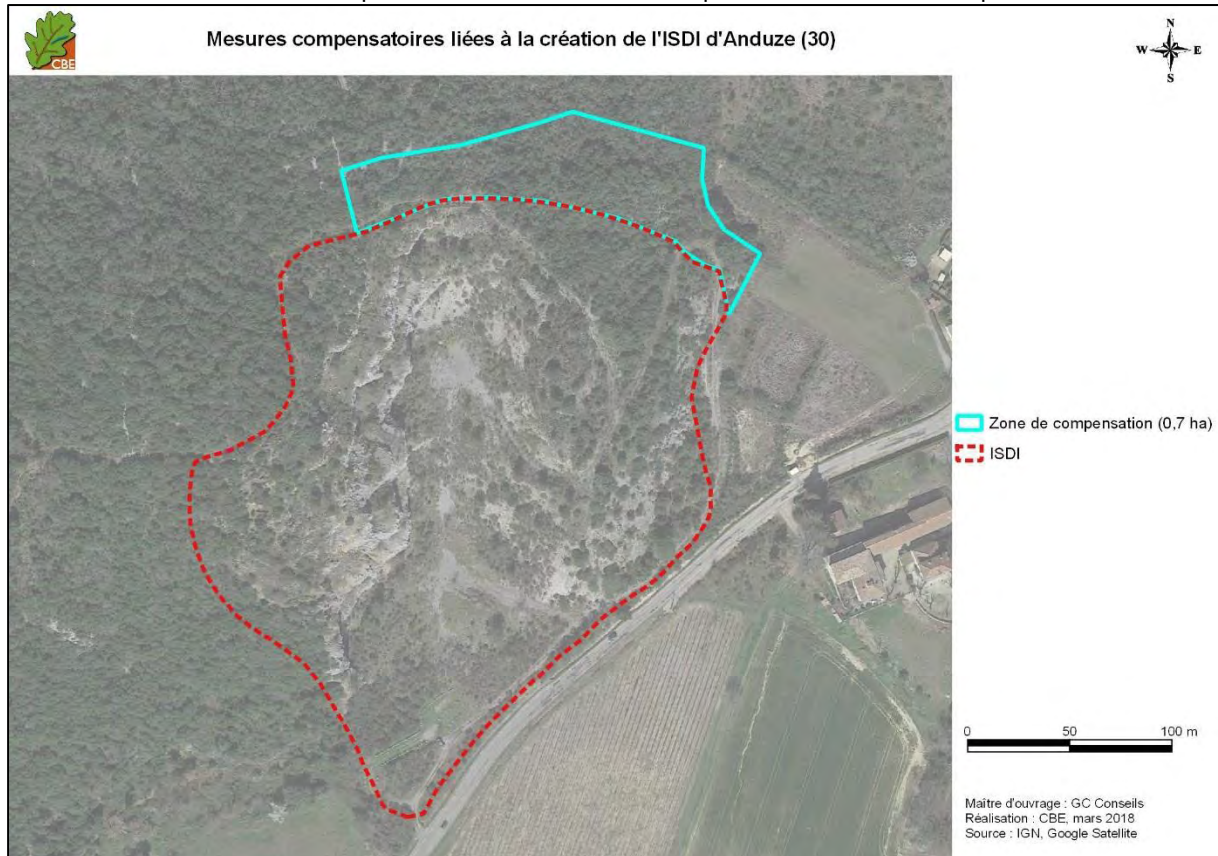 Mesures compensatoires liées à la création de l'ISDI d'Anduze (30)
CBE
N
W E
S
Zone de compensation (0,7 ha)
ISDI
0 50 100 m
Maître d'ouvrage : GC Conseils
Réalisation : CBE, mars 2018
Source : IGN, Google Satellite